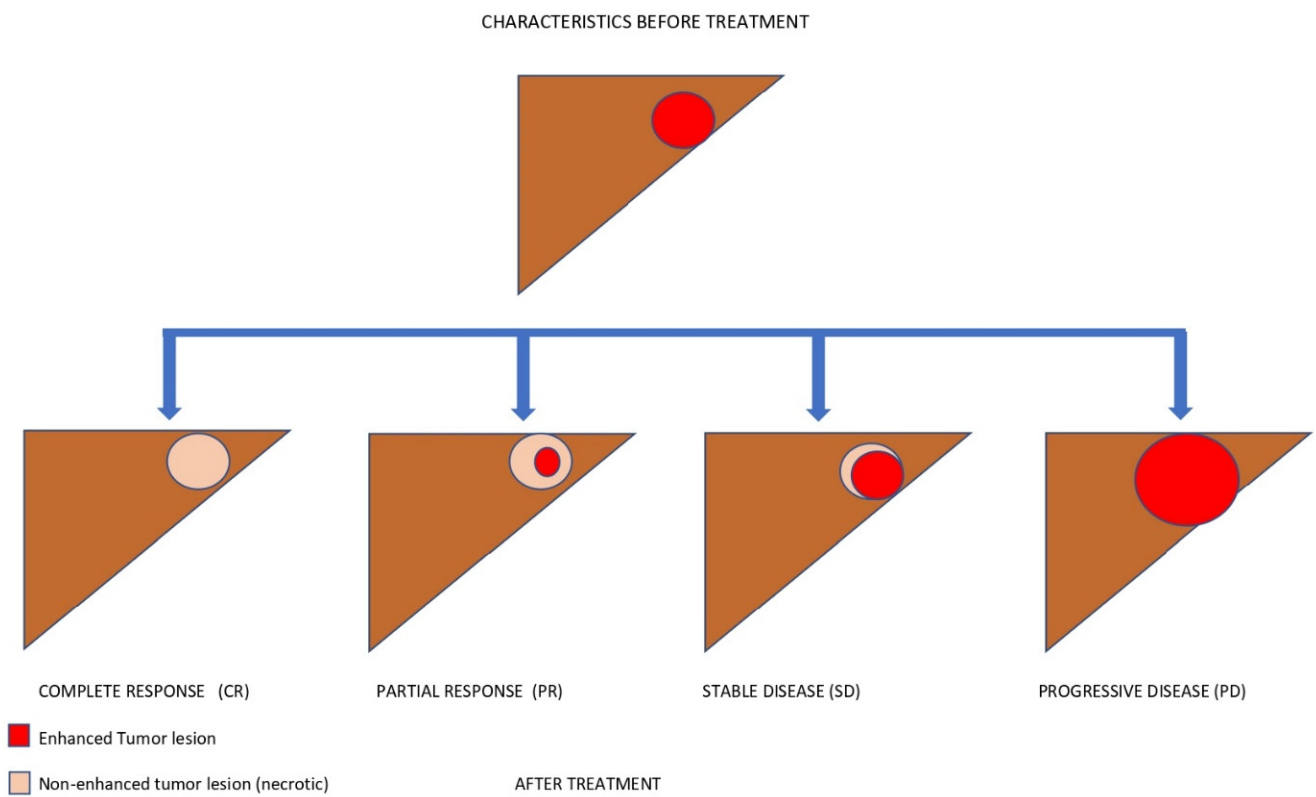 CHARACTERISTICS BEFORE TREATMENT
COMPLETE RESPONSE (CR)
PARTIAL RESPONSE (PR)
STABLE DISEASE (SD)
PROGRESSIVE DISEASE (PD)
Enhanced Tumor lesion
Non-enhanced tumor lesion (necrotic)
AFTER TREATMENT